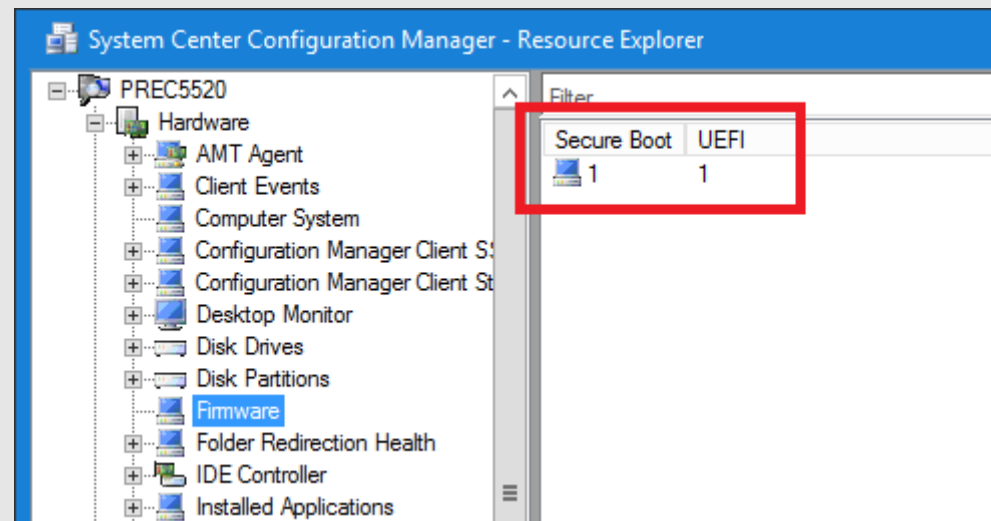 System Center Configuration Manager - Resource Explorer
PREC5520
Hardware
AMT Agent
Client Events
Computer System
Configuration Manager Client S
Configuration Manager Client St
Desktop Monitor
Disk Drives
Disk Partitions
Firmware
Folder Redirection Health
IDE Controller
Installed Applications
Filter
Secure Boot UEFI
1 1